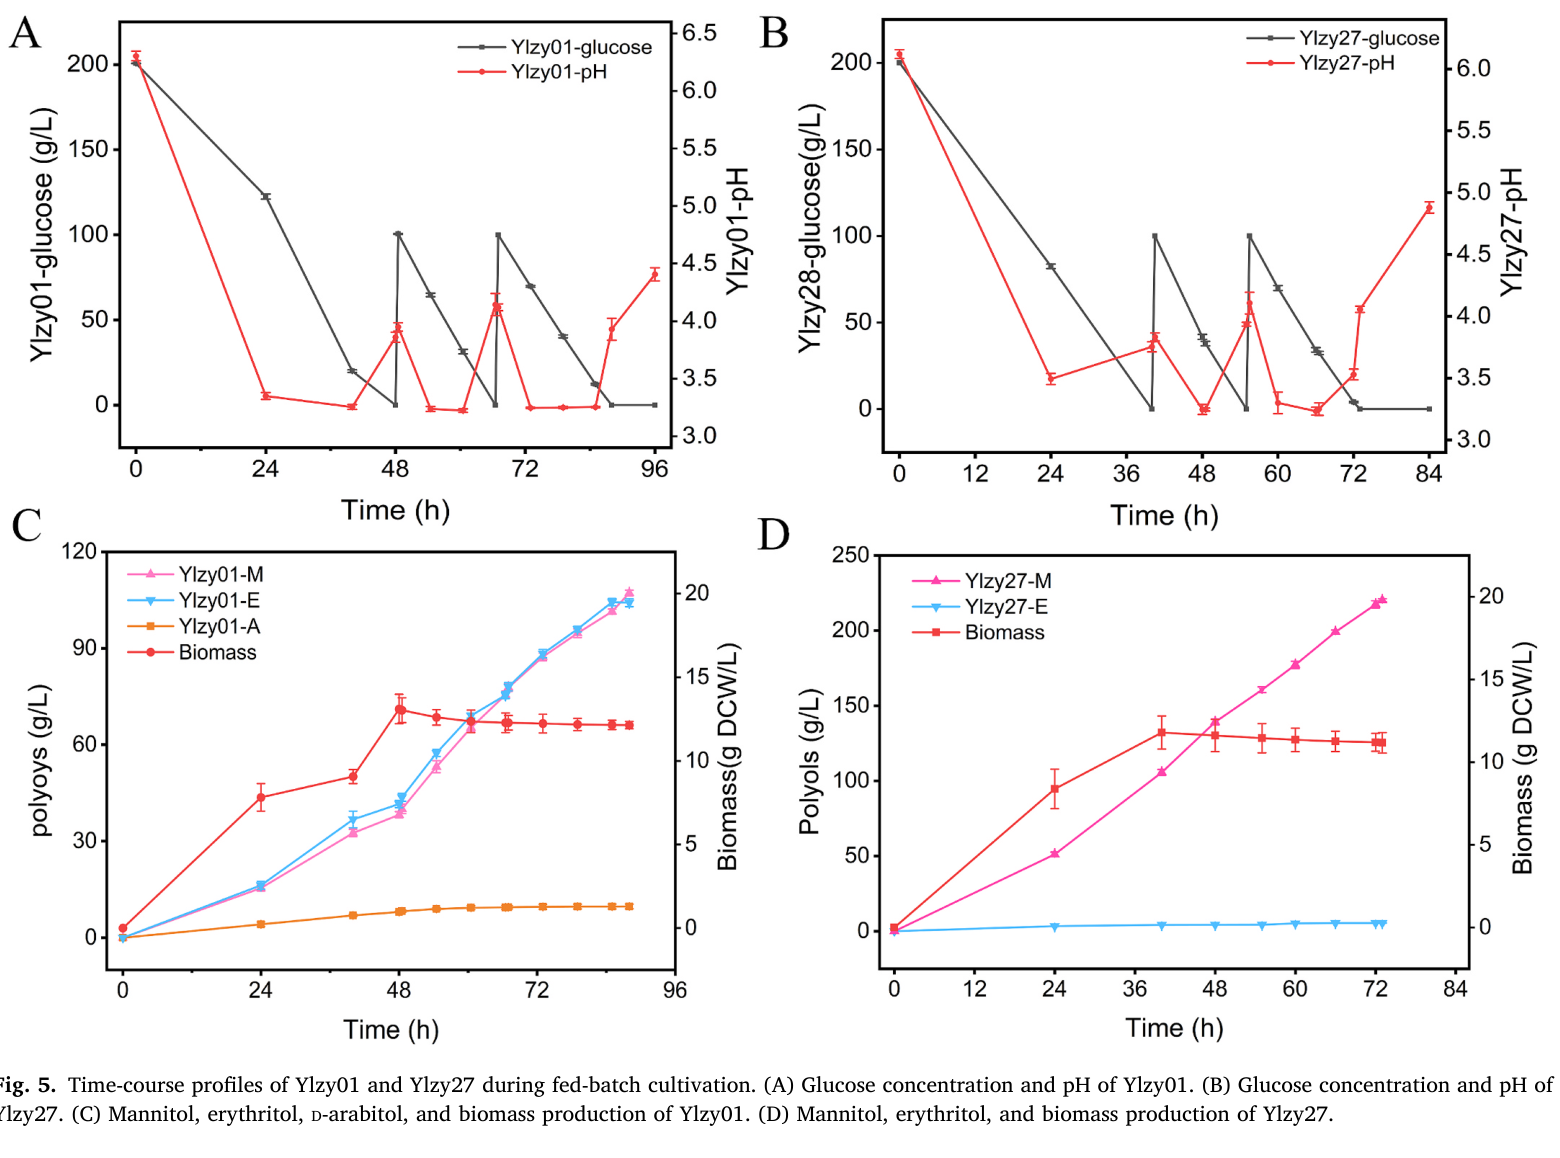 A
Ylzy01-glucose
Ylzy01-pH
Ylzy01-glucose (g/L)
200
150
100
50
0
6.5
6.0
5.5
5.0
4.5
4.0
3.5
3.0
Ylzy01-pH
0 24 48 72 96
Time (h)
B
Ylzy27-glucose
Ylzy27-pH
Ylzy28-glucose(g/L)
200
150
100
50
0
6.0
5.5
5.0
4.5
4.0
3.5
3.0
Ylzy27-pH
0 12 24 36 48 60 72 84
Time (h)
C
Ylzy01-M
Ylzy01-E
Ylzy01-A
Biomass
polyoys (g/L)
120
90
60
30
0
20
15
10
5
0
Biomass(g DCW/L)
0 24 48 72 96
Time (h)
D
Ylzy27-M
Ylzy27-E
Biomass
Polyols (g/L)
250
200
150
100
50
0
20
15
10
5
0
Biomass (g DCW/L)
0 12 24 36 48 60 72 84
Time (h)
Fig. 5. Time-course profiles of Ylzy01 and Ylzy27 during fed-batch cultivation. (A) Glucose concentration and pH of Ylzy01. (B) Glucose concentration and pH of
Ylzy27. (C) Mannitol, erythritol, D-arabitol, and biomass production of Ylzy01. (D) Mannitol, erythritol, and biomass production of Ylzy27.